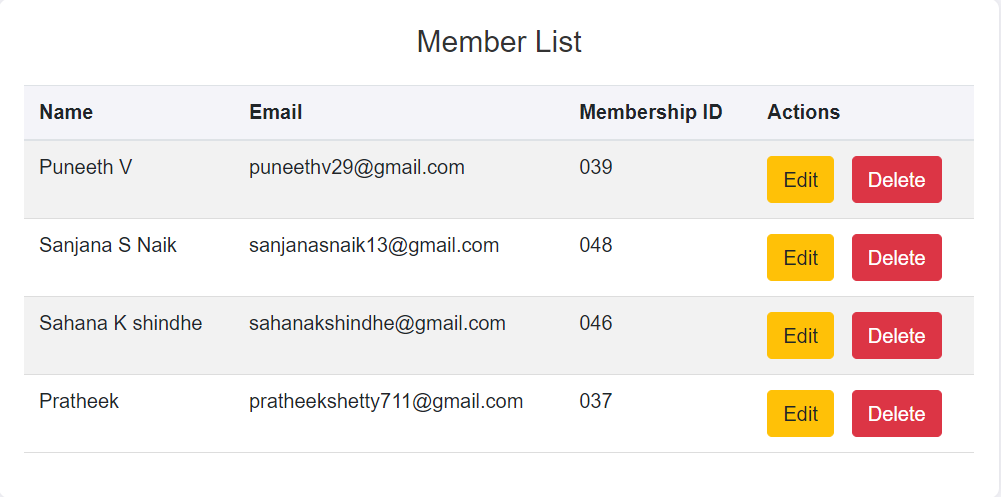 Member List
Name Email Membership ID Actions
Puneeth V puneethv29@gmail.com 039 Edit Delete
Sanjana S Naik sanjanasnaik13@gmail.com 048 Edit Delete
Sahana K shindhe sahanakshindhe@gmail.com 046 Edit Delete
Pratheek pratheekshetty711@gmail.com 037 Edit Delete